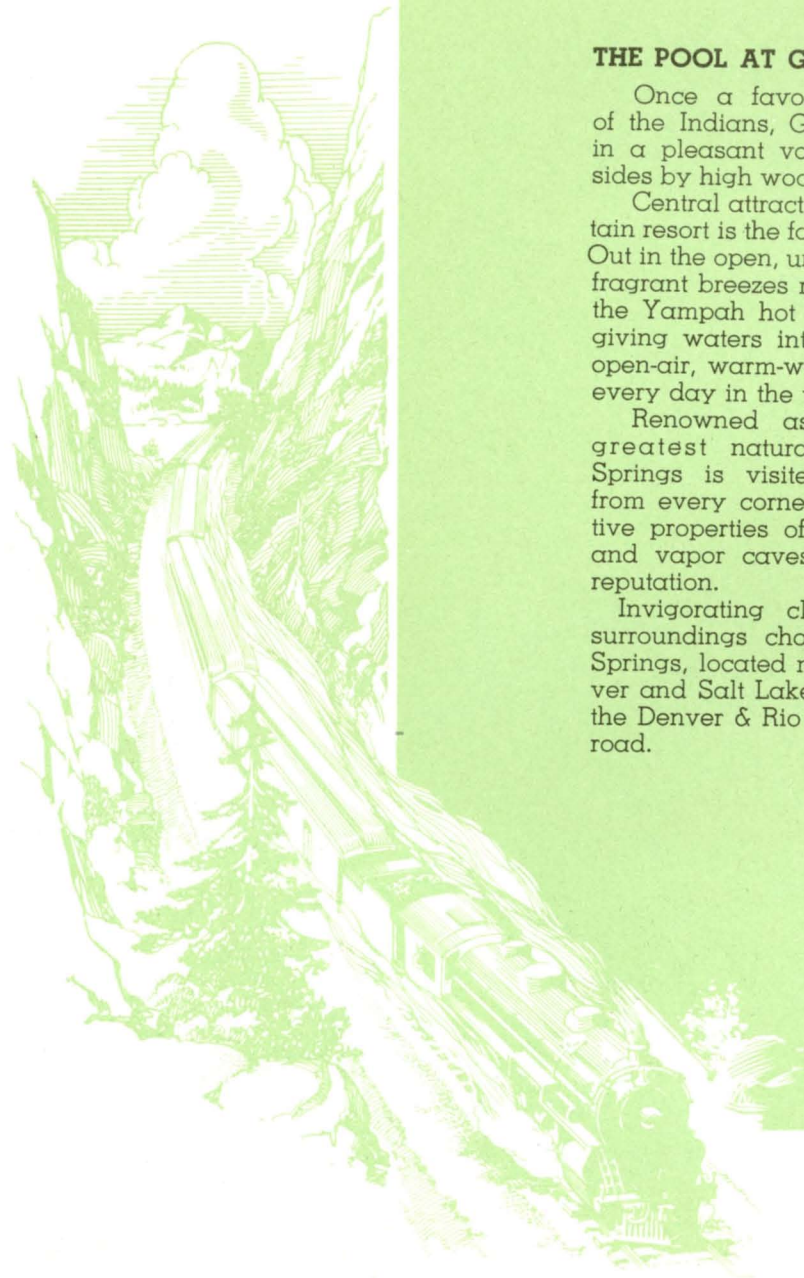 THE POOL AT G
Once a favo
of the Indians, G
in a pleasant va
sides by high woo
Central attract
tain resort is the fa
Out in the open, un
fragrant breezes r
the Yampah hot
giving waters int
open-air, warm-w
every day in the
Renowned as
greatest natura
Springs is visite
from every corne
tive properties of
and vapor caves
reputation.
Invigorating cl
surroundings cha
Springs, located r
ver and Salt Lake
the Denver & Rio
road.